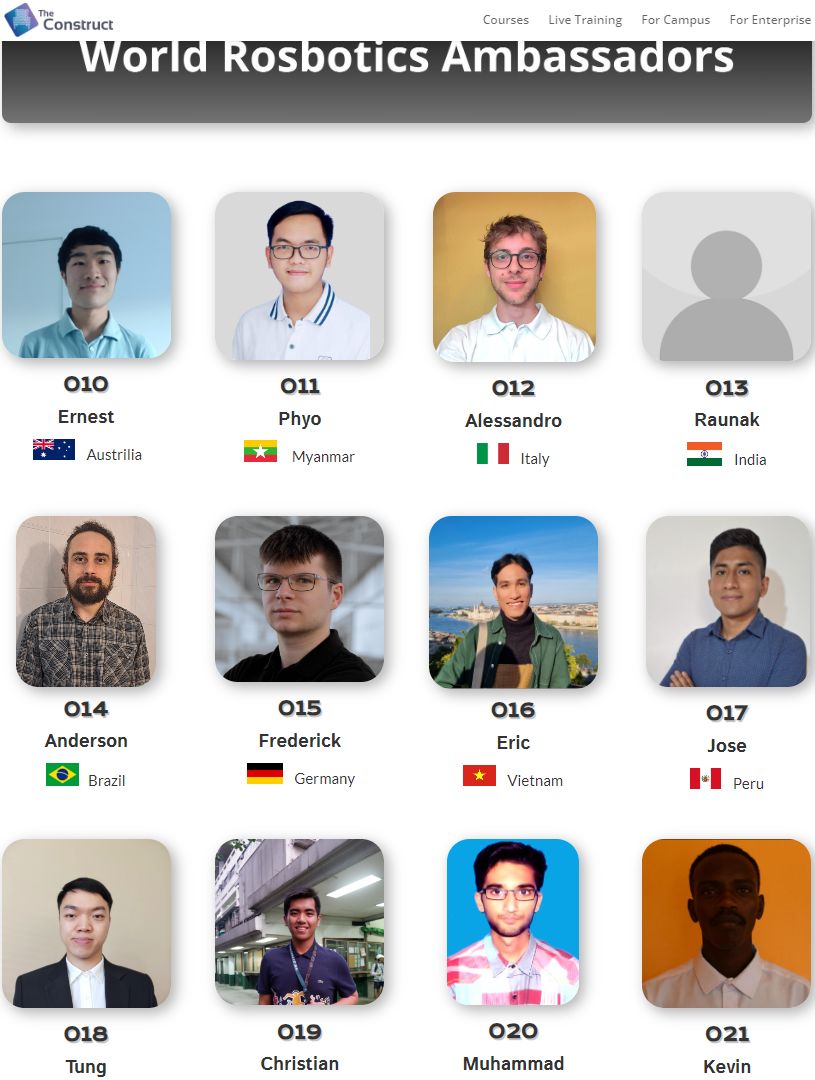 The
Construct
Courses Live Training For Campus For Enterprise
World Rosbotics Ambassadors
010 011 012 013
Ernest Phyo Alessandro Raunak
Austrilia Myanmar Italy India
014 015 016 017
Anderson Frederick Eric Jose
Brazil Germany Vietnam Peru
018 019 020 021
Tung Christian Muhammad Kevin